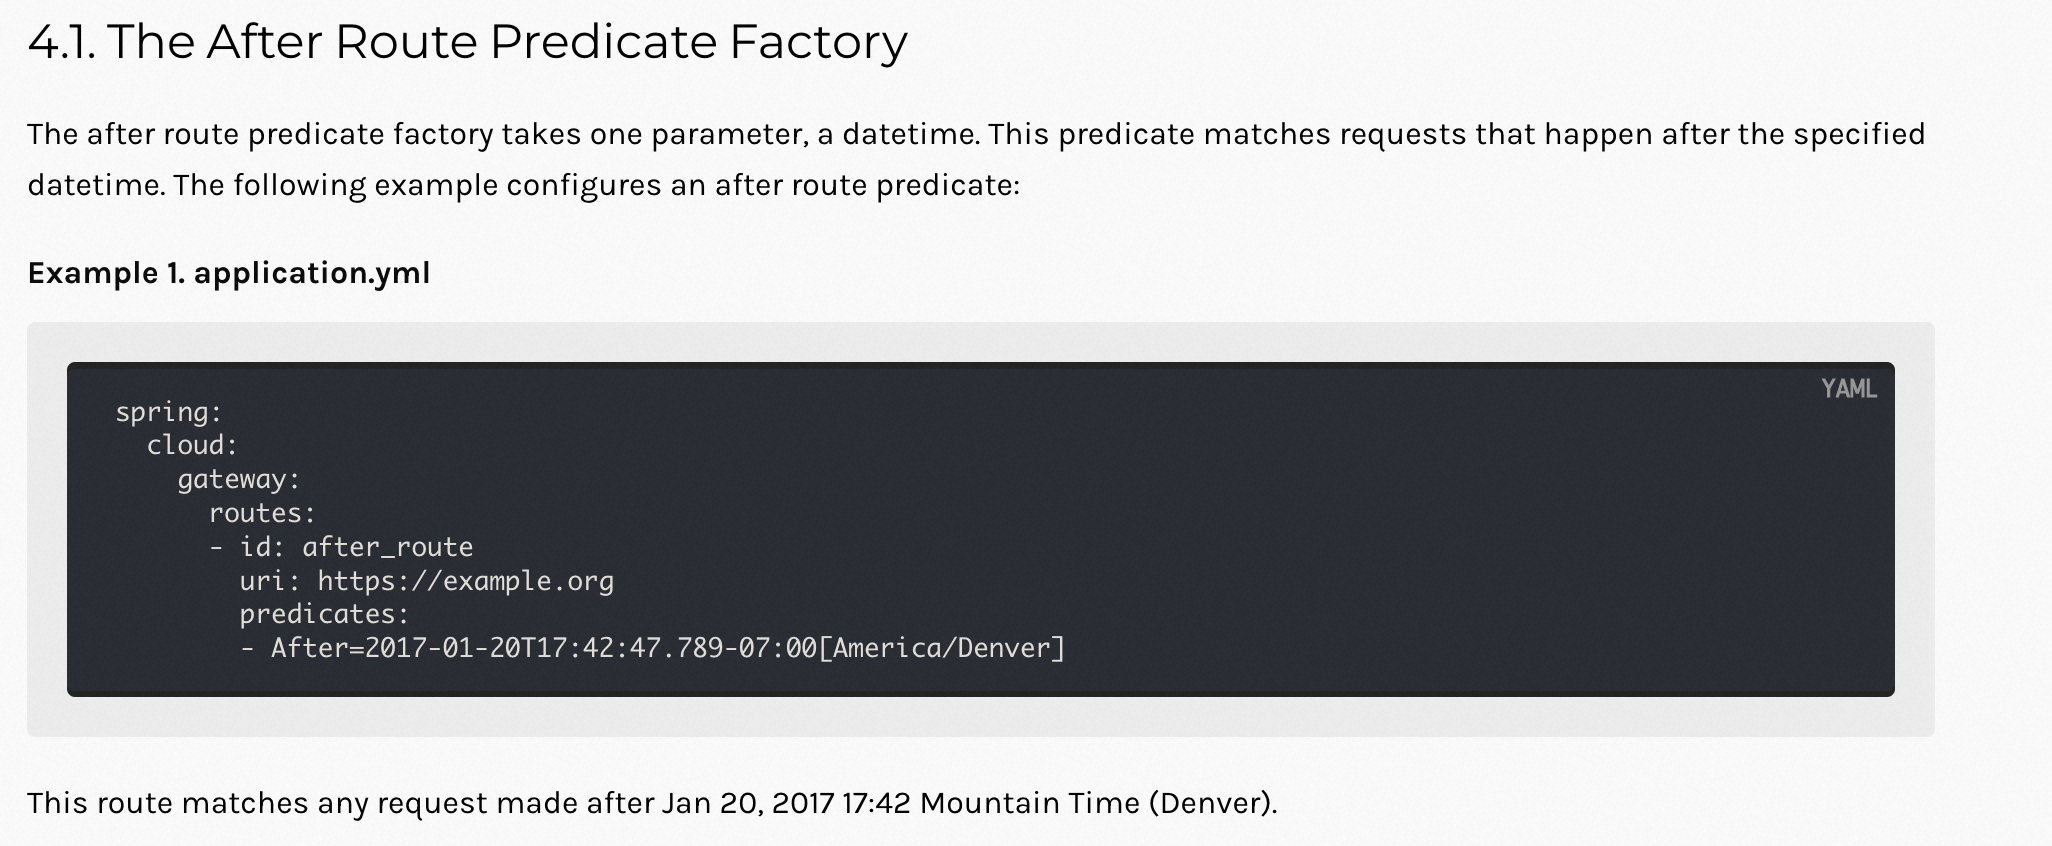 4.1. The After Route Predicate Factory
The after route predicate factory takes one parameter, a datetime. This predicate matches requests that happen after the specified
datetime. The following example configures an after route predicate:
Example 1. application.yml
YAML
spring:
  cloud:
    gateway:
      routes:
      - id: after_route
        uri: https://example.org
        predicates:
        - After=2017-01-20T17:42:47.789-07:00[America/Denver]
This route matches any request made after Jan 20, 2017 17:42 Mountain Time (Denver).